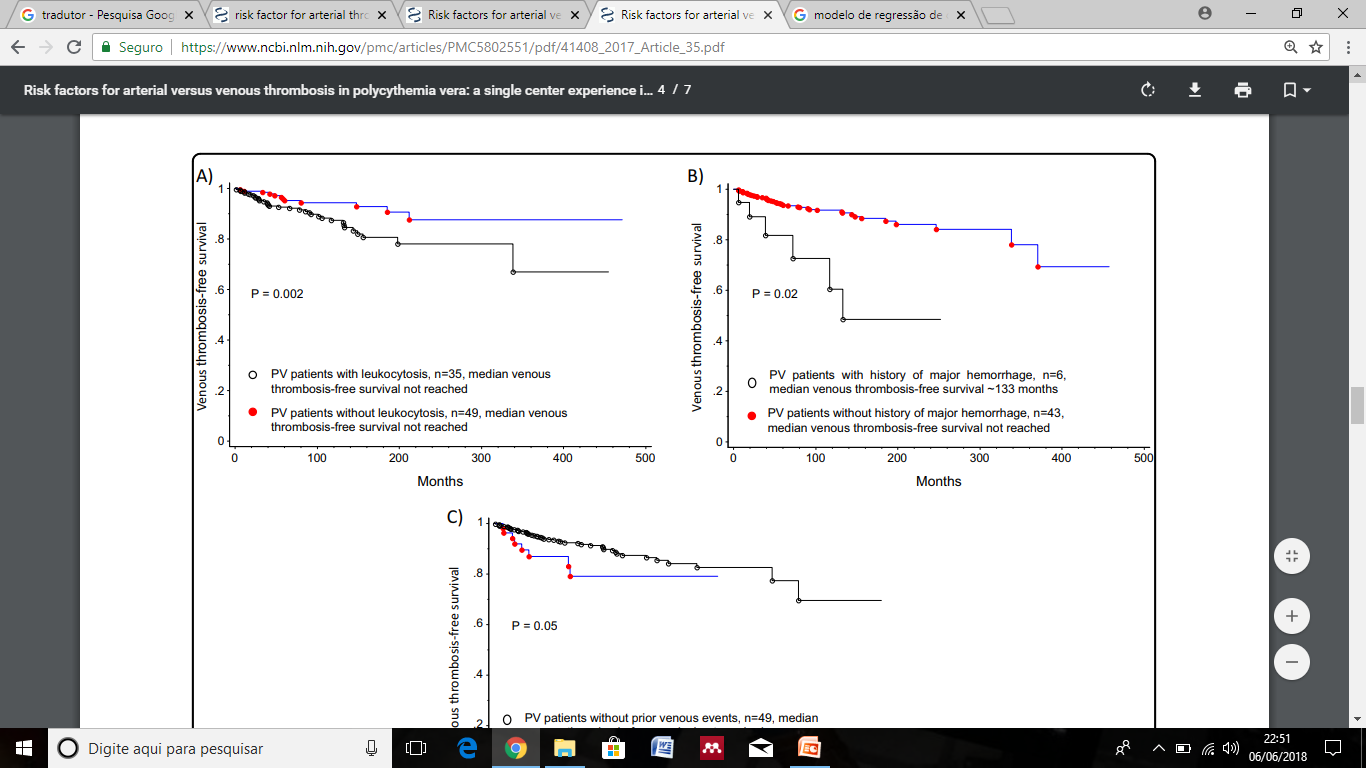 tradutor - Pesquisa Goog
risk factor for arterial thr
Risk factors for arterial ve
Risk factors for arterial ve
modelo de regressão de
Seguro
https://www.ncbi.nlm.nih.gov/pmc/articles/PMC5802551/pdf/41408_2017_Article_35.pdf
Risk factors for arterial versus venous thrombosis in polycythemia vera: a single center experience i... 4 / 7
A)
Venous thrombosis-free survival
1
.8
.6
.4
.2
0
P = 0.002
PV patients with leukocytosis, n=35, median venous
thrombosis-free survival not reached
PV patients without leukocytosis, n=49, median venous
thrombosis-free survival not reached
0 100 200 300 400 500
Months
B)
Venous thrombosis-free survival
1
.8
.6
.4
.2
0
P = 0.02
PV patients with history of major hemorrhage, n=6,
median venous thrombosis-free survival ~133 months
PV patients without history of major hemorrhage, n=43,
median venous thrombosis-free survival not reached
0 100 200 300 400 500
Months
C)
ous thrombosis-free survival
1
.8
.6
.4
.2
P = 0.05
PV patients without prior venous events, n=49, median
Digite aqui para pesquisar
22:51
06/06/2018